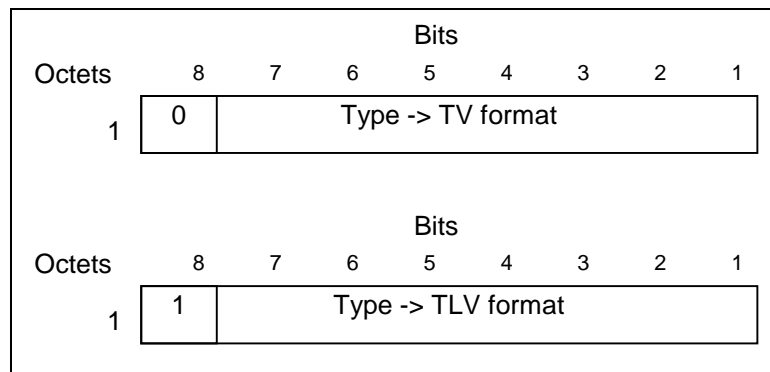 Bits
Octets 8 7 6 5 4 3 2 1
1 0 Type -> TV format
Bits
Octets 8 7 6 5 4 3 2 1
1 1 Type -> TLV format